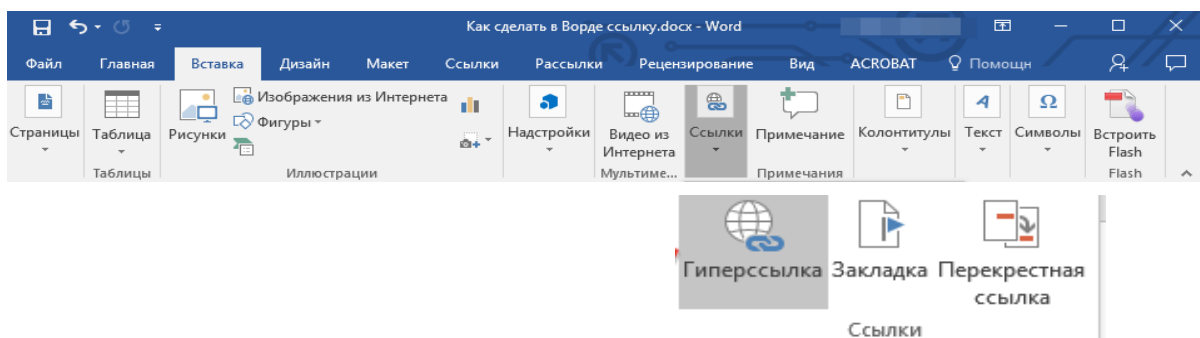 Как сделать в Ворде ссылку.docx - Word
Файл Главная Вставка Дизайн Макет Ссылки Рассылки Рецензирование Вид ACROBAT Помощн
Страницы Таблица Рисунки Изображения из Интернета Надстройки Видео из Ссылки Примечание Колонтитулы Текст Символы Встроить
Фигуры Интернета Flash
Таблицы Иллюстрации Мультиме... Примечания Flash
Гиперссылка Закладка Перекрестная
ссылка
Ссылки